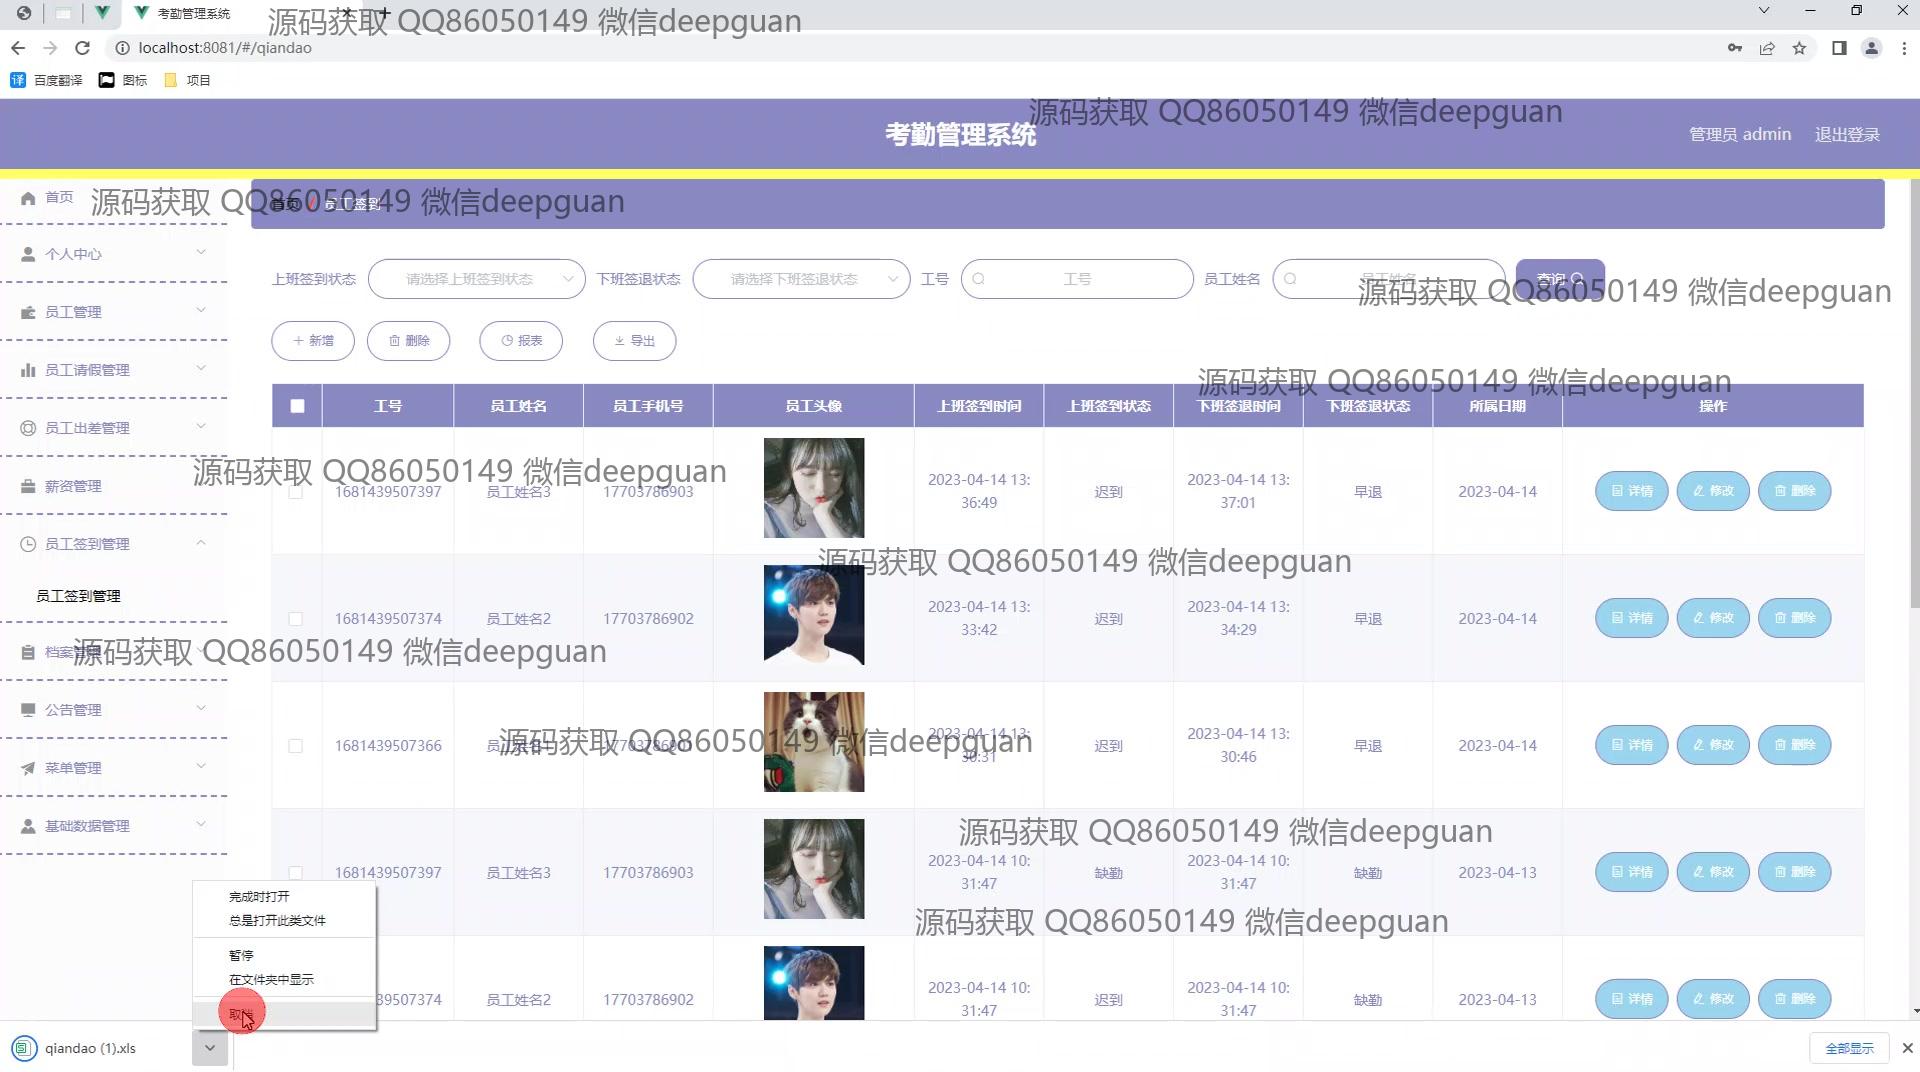 考勤管理系统
源码获取 QQ86050149 微信deepguan
localhost:8081/#/qiandao
百度翻译 图标 项目
源码获取 QQ86050149 微信deepguan
考勤管理系统
管理员 admin 退出登录
首页
源码获取 QQ86050149 微信deepguan
首页 / 员工签到
个人中心
员工管理
员工请假管理
员工出差管理
薪资管理
员工签到管理
员工签到管理
公告管理
菜单管理
基础数据管理
上班签到状态 请选择上班签到状态 下班签退状态 请选择下班签退状态 工号 工号 员工姓名 员工姓名 查询
源码获取 QQ86050149 微信deepguan
新增 删除 报表 导出
源码获取 QQ86050149 微信deepguan
工号 员工姓名 员工手机号 员工头像 上班签到时间 上班签到状态 下班签退时间 下班签退状态 所属日期 操作
源码获取 QQ86050149 微信deepguan
1681439507397 员工姓名3 17703786903 2023-04-14 13:36:49 迟到 2023-04-14 13:37:01 早退 2023-04-14 详情 修改 删除
源码获取 QQ86050149 微信deepguan
1681439507374 员工姓名2 17703786902 2023-04-14 13:33:42 迟到 2023-04-14 13:34:29 早退 2023-04-14 详情 修改 删除
源码获取 QQ86050149 微信deepguan
1681439507366 员工姓名1 17703786901 2023-04-14 13:30:31 迟到 2023-04-14 13:30:46 早退 2023-04-14 详情 修改 删除
源码获取 QQ86050149 微信deepguan
源码获取 QQ86050149 微信deepguan
1681439507397 员工姓名3 17703786903 2023-04-14 10:31:47 缺勤 2023-04-14 10:31:47 缺勤 2023-04-13 详情 修改 删除
源码获取 QQ86050149 微信deepguan
39507374 员工姓名2 17703786902 2023-04-14 10:31:47 迟到 2023-04-14 10:31:47 缺勤 2023-04-13 详情 修改 删除
完成时打开
总是打开此类文件
暂停
在文件夹中显示
取消
qiandao (1).xls
全部显示